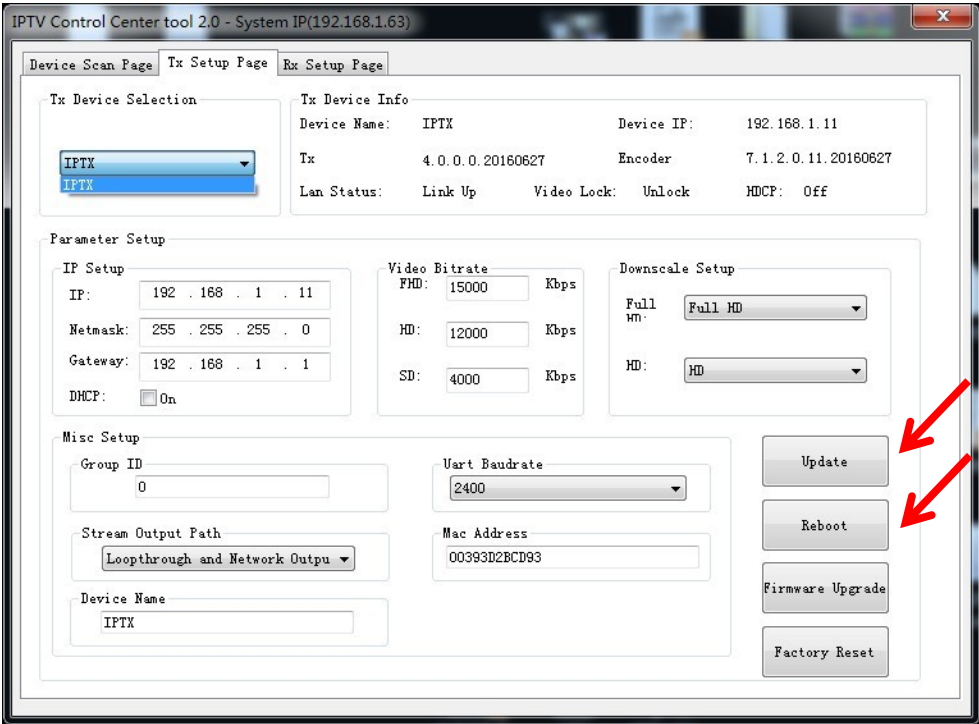 IPTV Control Center tool 2.0 - System IP(192.168.1.63)
Device Scan Page Tx Setup Page Rx Setup Page
Tx Device Selection
IPTX
IPTX
Tx Device Info
Device Name: IPTX Device IP: 192.168.1.11
Tx 4.0.0.0.20160627 Encoder 7.1.2.0.11.20160627
Lan Status: Link Up Video Lock: Unlock HDCP: Off
Parameter Setup
IP Setup
IP: 192 . 168 . 1 . 11
Netmask: 255 . 255 . 255 . 0
Gateway: 192 . 168 . 1 . 1
DHCP: On
Video Bitrate
FHD: 15000 Kbps
HD: 12000 Kbps
SD: 4000 Kbps
Downscale Setup
Full HD: Full HD
HD: HD
Misc Setup
Group ID
0
Uart Baudrate
2400
Stream Output Path
Loopthrough and Network Outpu
Mac Address
00393D2BCD93
Device Name
IPTX
Update
Reboot
Firmware Upgrade
Factory Reset